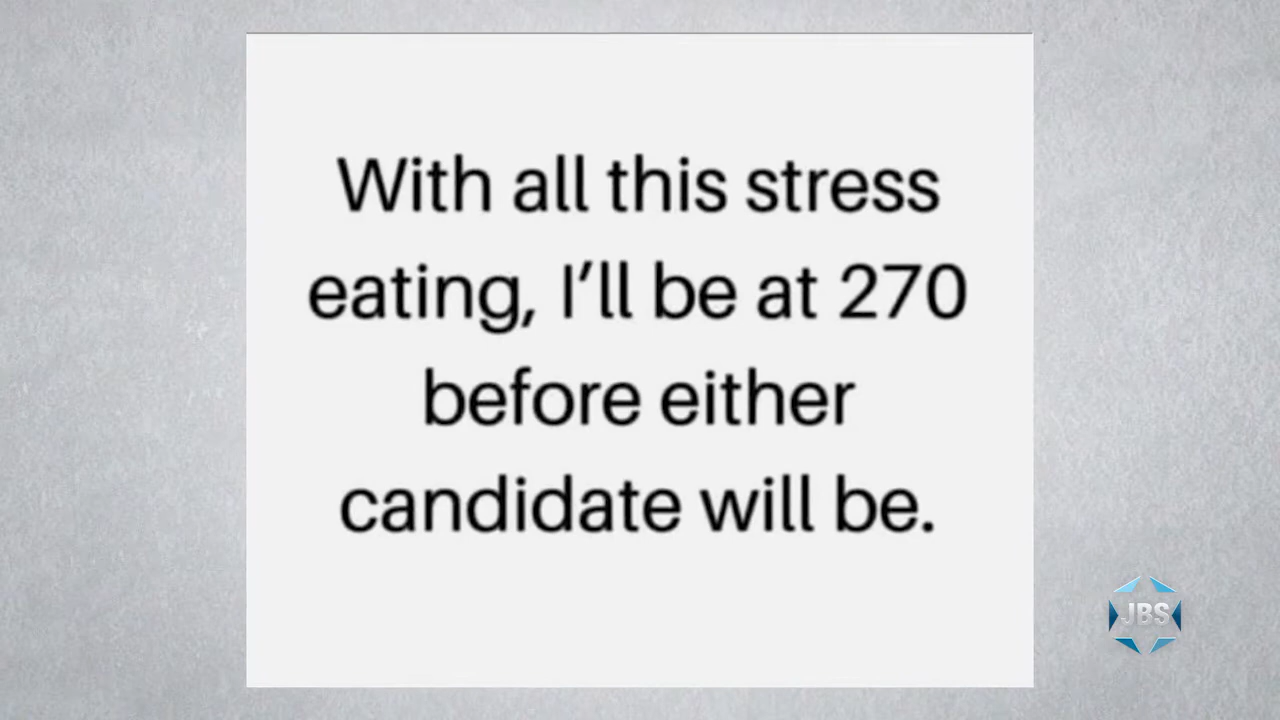 With all this stress
eating, I’ll be at 270
before either
candidate will be.
JBS